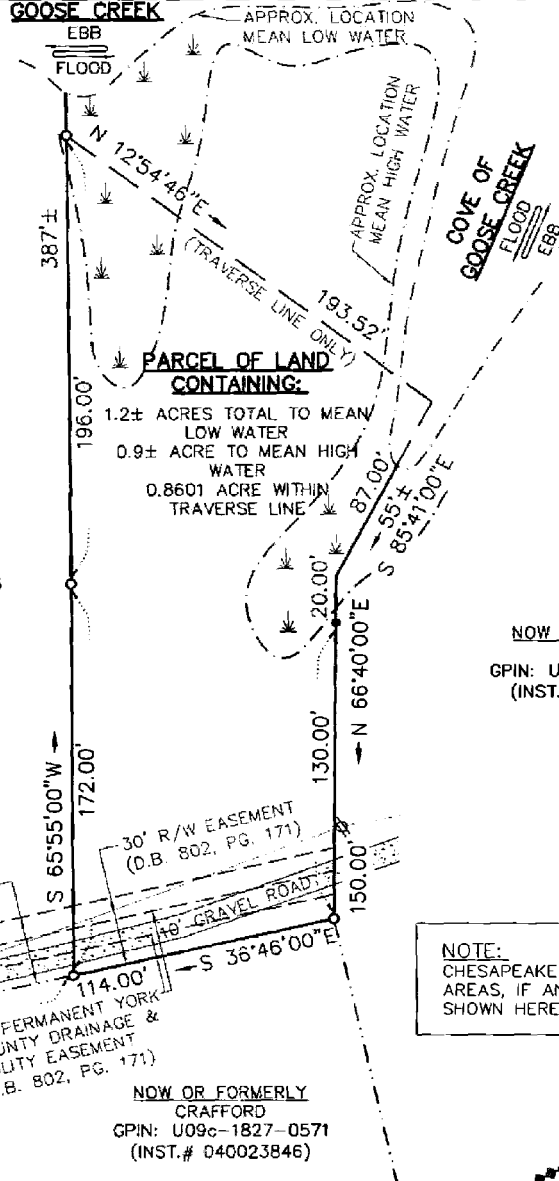 GOOSE CREEK
EBB
FLOOD
APPROX. LOCATION
MEAN LOW WATER
N 12°54'46"E
(TRAVERSE LINE ONLY)
193.52'
APPROX. LOCATION
MEAN HIGH WATER
COVE OF
GOOSE CREEK
FLOOD
EBB
387'±
196.00'
PARCEL OF LAND
CONTAINING:
1.2± ACRES TOTAL TO MEAN
LOW WATER
0.9± ACRE TO MEAN HIGH
WATER
0.8601 ACRE WITHIN
TRAVERSE LINE
87.00'
55'±
S 85°41'00"E
20.00'
N 66°40'00"E
130.00'
150.00'
NOW
GPIN: U
(INST.
S 65°55'00"W
172.00'
30' R/W EASEMENT
(D.B. 802, PG. 171)
10' GRAVEL ROAD
114.00'
S 36°46'00"E
PERMANENT YORK
UNTY DRAINAGE &
LITY EASEMENT
.B. 802, PG. 171)
NOTE:
CHESAPEAKE
AREAS, IF AN
SHOWN HERE
NOW OR FORMERLY
CRAFFORD
GPIN: U09c-1827-0571
(INST.# 040023846)